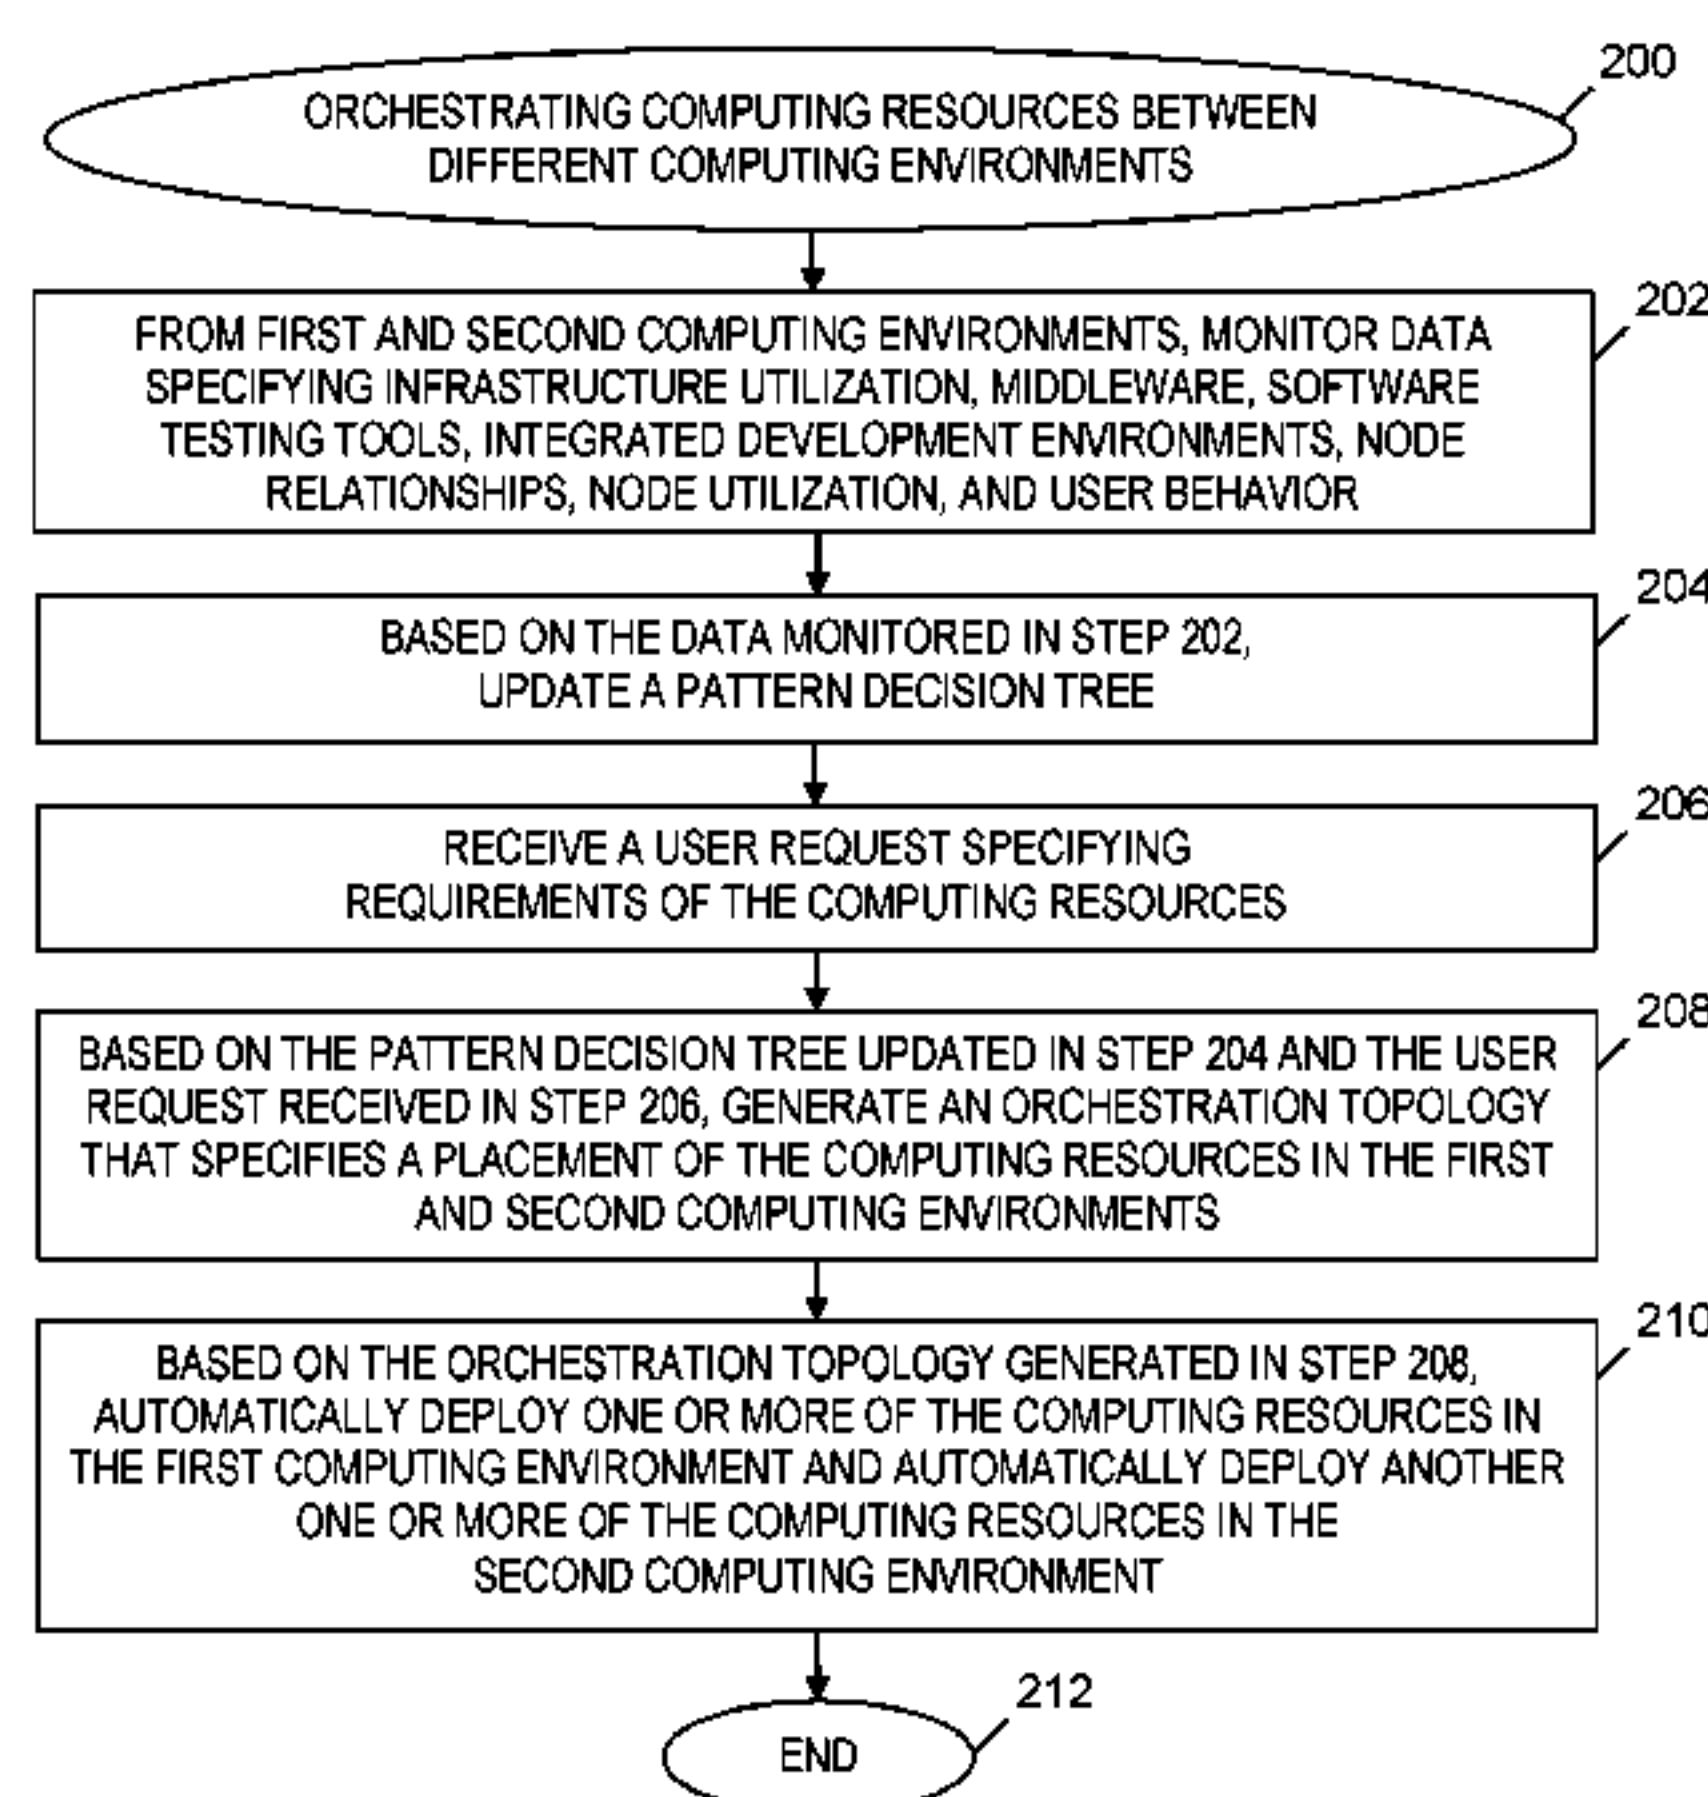 200
ORCHESTRATING COMPUTING RESOURCES BETWEEN
DIFFERENT COMPUTING ENVIRONMENTS
202
FROM FIRST AND SECOND COMPUTING ENVIRONMENTS, MONITOR DATA
SPECIFYING INFRASTRUCTURE UTILIZATION, MIDDLEWARE, SOFTWARE
TESTING TOOLS, INTEGRATED DEVELOPMENT ENVIRONMENTS, NODE
RELATIONSHIPS, NODE UTILIZATION, AND USER BEHAVIOR
204
BASED ON THE DATA MONITORED IN STEP 202,
UPDATE A PATTERN DECISION TREE
206
RECEIVE A USER REQUEST SPECIFYING
REQUIREMENTS OF THE COMPUTING RESOURCES
208
BASED ON THE PATTERN DECISION TREE UPDATED IN STEP 204 AND THE USER
REQUEST RECEIVED IN STEP 206, GENERATE AN ORCHESTRATION TOPOLOGY
THAT SPECIFIES A PLACEMENT OF THE COMPUTING RESOURCES IN THE FIRST
AND SECOND COMPUTING ENVIRONMENTS
210
BASED ON THE ORCHESTRATION TOPOLOGY GENERATED IN STEP 208,
AUTOMATICALLY DEPLOY ONE OR MORE OF THE COMPUTING RESOURCES IN
THE FIRST COMPUTING ENVIRONMENT AND AUTOMATICALLY DEPLOY ANOTHER
ONE OR MORE OF THE COMPUTING RESOURCES IN THE
SECOND COMPUTING ENVIRONMENT
212
END